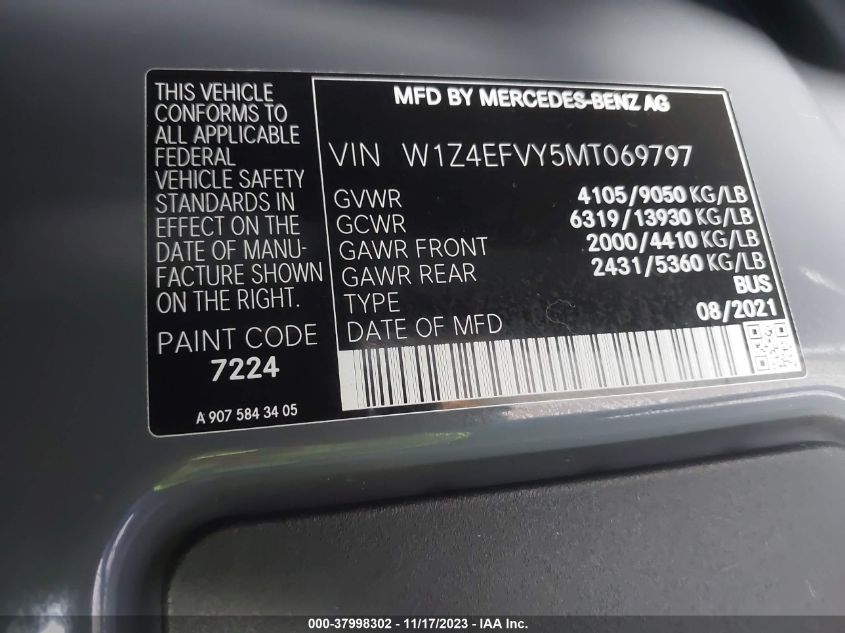 THIS VEHICLE
CONFORMS TO
ALL APPLICABLE
FEDERAL
VEHICLE SAFETY
STANDARDS IN
EFFECT ON THE
DATE OF MANU-
FACTURE SHOWN
ON THE RIGHT.
PAINT CODE
7224
A 907 584 34 05
MFD BY MERCEDES-BENZ AG
VIN W1Z4EFVY5MT069797
GVWR 4105/9050 KG/LB
GCWR 6319/13930 KG/LB
GAWR FRONT 2000/4410 KG/LB
GAWR REAR 2431/5360 KG/LB
TYPE BUS
DATE OF MFD 08/2021
000-37998302 - 11/17/2023 - IAA Inc.